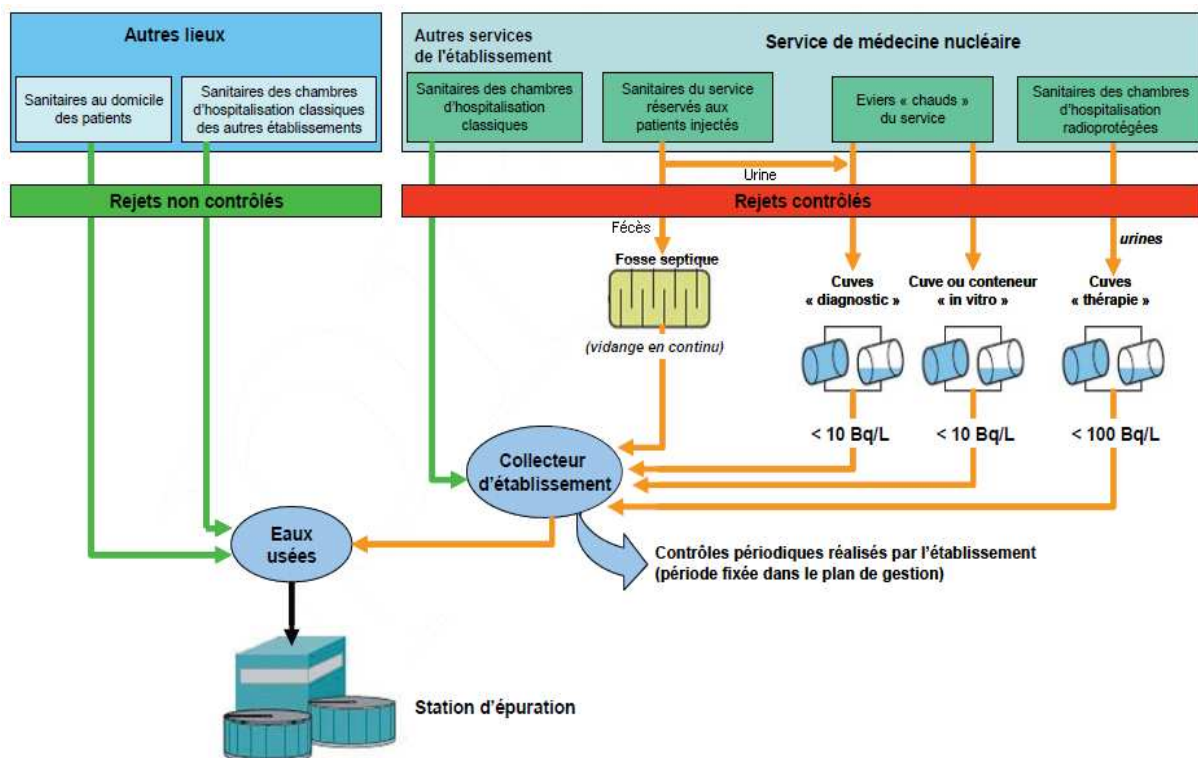 Autres lieux
Sanitaires au domicile
des patients
Sanitaires des chambres
d'hospitalisation classiques
des autres établissements
Autres services
de l'établissement
Service de médecine nucléaire
Sanitaires des chambres
d'hospitalisation
classiques
Sanitaires du service
réservés aux
patients injectés
Eviers « chauds »
du service
Sanitaires des chambres
d'hospitalisation
radioprotégées
Urine
Rejets non contrôlés
Rejets contrôlés
Fécès
urines
Fosse septique
(vidange en continu)
Cuves
« diagnostic »
Cuve ou conteneur
« in vitro »
Cuves
« thérapie »
< 10 Bq/L
< 10 Bq/L
< 100 Bq/L
Collecteur
d'établissement
Eaux
usées
Contrôles périodiques réalisés par l'établissement
(période fixée dans le plan de gestion)
Station d'épuration